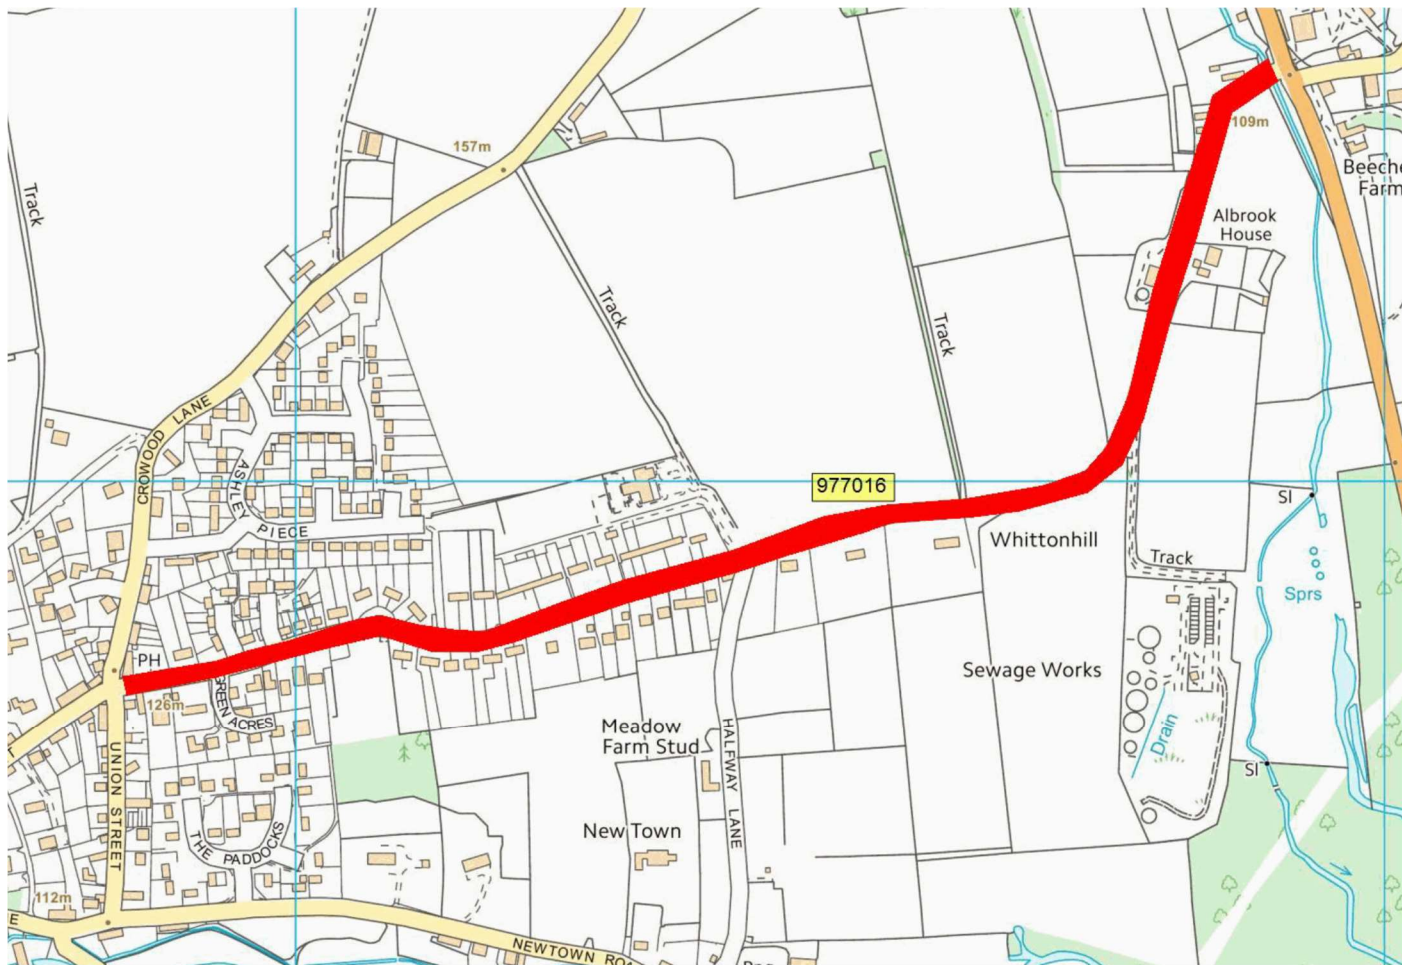 157m
109m
Beeche
Farm
Track
Albrook
House
Track
Track
CROWOOD LANE
ASHLEY PIECE
977016
SI
Whittonhill
Track
Sprs
PH
Sewage Works
GREEN ACRES
126m
Meadow
Farm Stud
Drain
UNION STREET
HALFWAY LANE
SI
New Town
THE PADDOCKS
112m
E
NEWTOWN RO